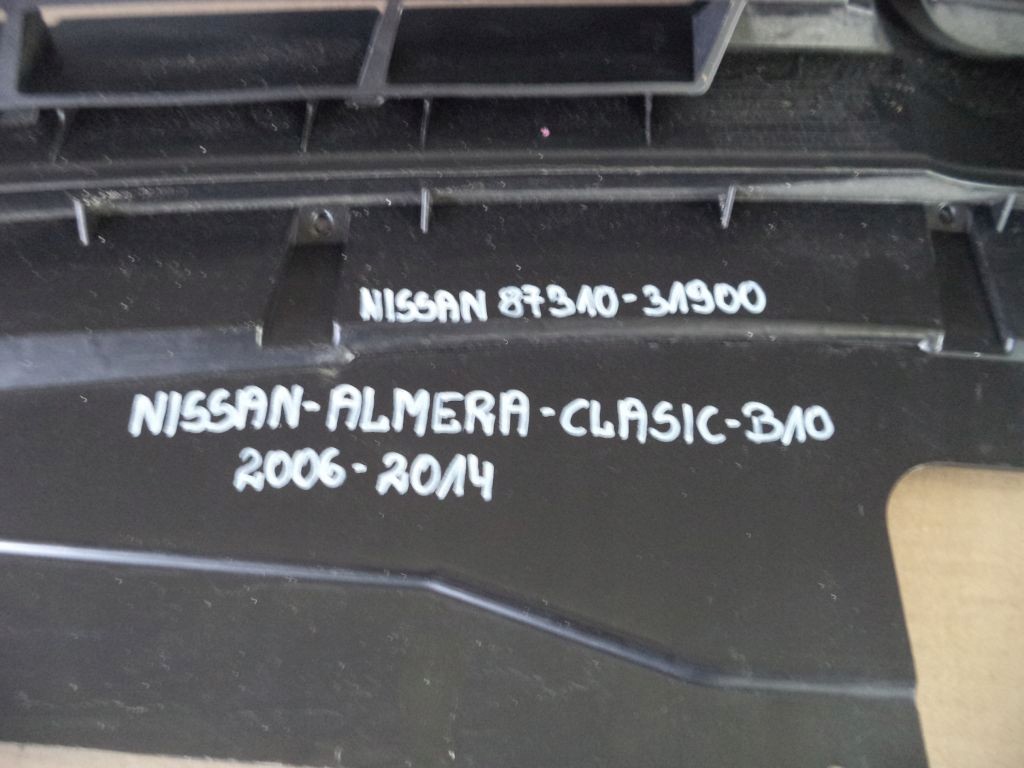 NISSAN 87310-31900
NISSAN-ALMERA-CLASIC-B10
2006-2014